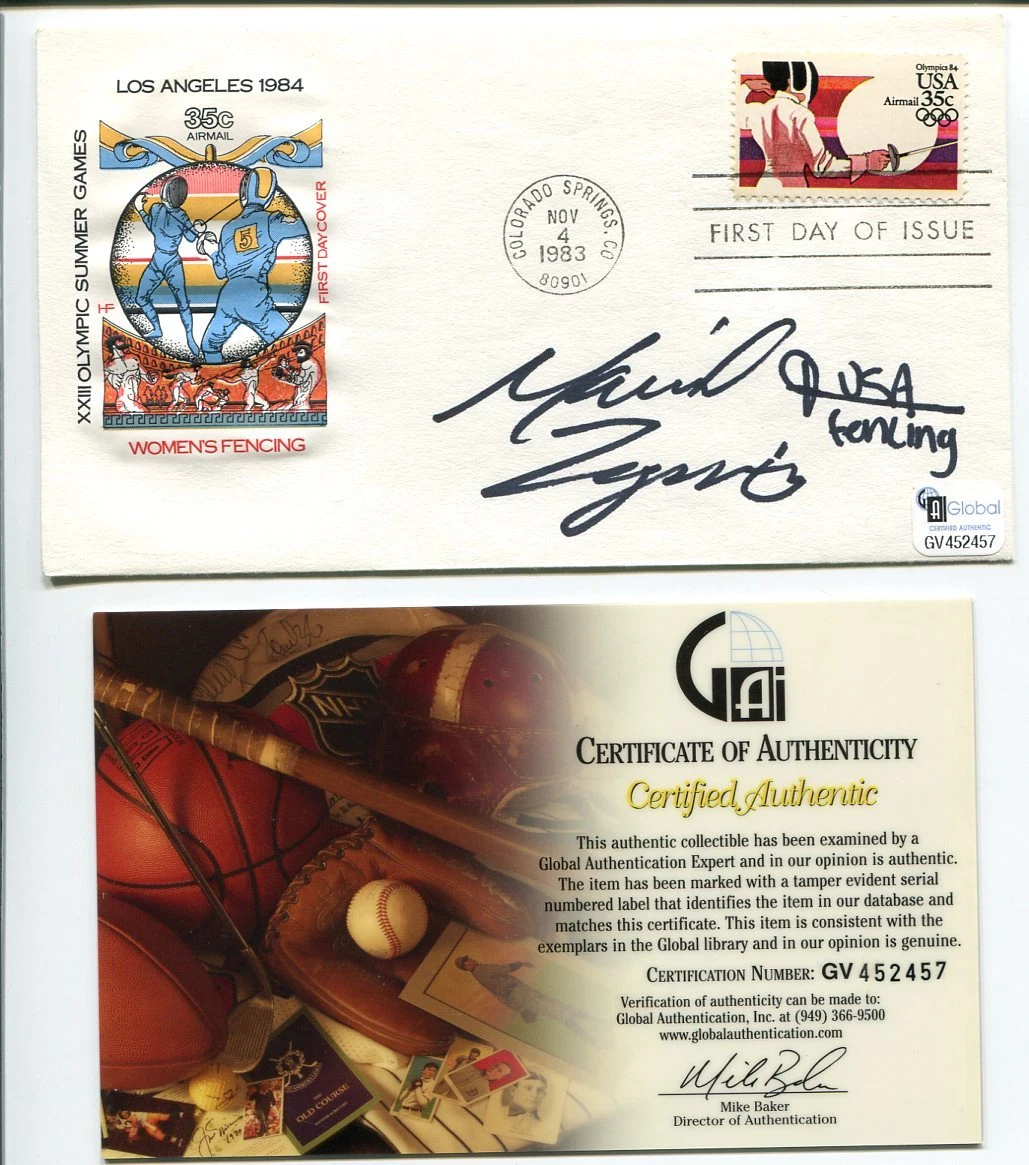 LOS ANGELES 1984
35c
AIRMAIL
XXIII OLYMPIC SUMMER GAMES
FIRST DAY COVER
5
HF
WOMEN'S FENCING
Olympics 84
USA
Airmail 35c
COLORADO SPRINGS, CO
NOV
4
1983
80901
FIRST DAY OF ISSUE
USA
fencing
GAi Global
CERTIFIED AUTHENTIC
GV452457
NHL
GAi
CERTIFICATE OF AUTHENTICITY
Certified Authentic
This authentic collectible has been examined by a
Global Authentication Expert and in our opinion is authentic.
The item has been marked with a tamper evident serial
numbered label that identifies the item in our database and
matches this certificate. This item is consistent with the
exemplars in the Global library and in our opinion is genuine.
CERTIFICATION NUMBER: GV 452457
Verification of authenticity can be made to:
Global Authentication, Inc. at (949) 366-9500
www.globalauthentication.com
Mike Baker
Director of Authentication
THE
OLD COURSE